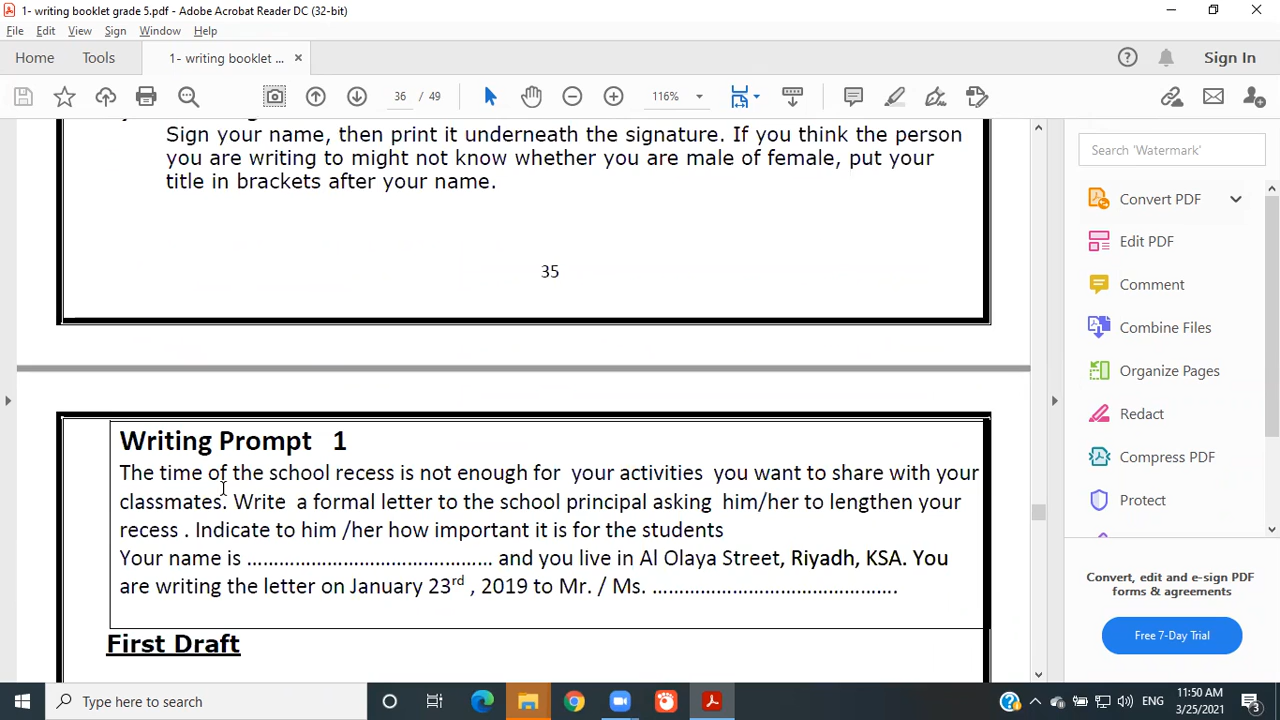 1- writing booklet grade 5.pdf - Adobe Acrobat Reader DC (32-bit)
File Edit View Sign Window Help
Home Tools 1- writing booklet ... × Sign In
36 / 49 116%
Sign your name, then print it underneath the signature. If you think the person
you are writing to might not know whether you are male of female, put your
title in brackets after your name.
35
Writing Prompt 1
The time of the school recess is not enough for your activities you want to share with your
classmates. Write a formal letter to the school principal asking him/her to lengthen your
recess . Indicate to him /her how important it is for the students
Your name is ………………………………………… and you live in Al Olaya Street, Riyadh, KSA. You
are writing the letter on January 23rd , 2019 to Mr. / Ms. …………………………………………….
First Draft
Search 'Watermark'
Convert PDF
Edit PDF
Comment
Combine Files
Organize Pages
Redact
Compress PDF
Protect
Convert, edit and e-sign PDF
forms & agreements
Free 7-Day Trial
Type here to search
ENG
11:50 AM
3/25/2021
3